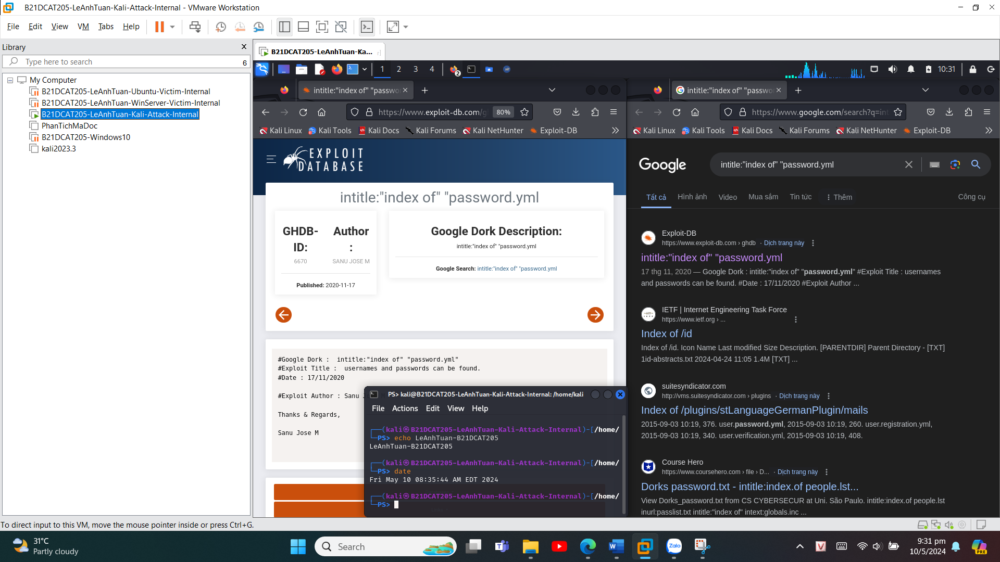 B21DCAT205-LeAnhTuan-Kali-Attack-Internal - VMware Workstation
File Edit View VM Tabs Help
Library
Type here to search
6
My Computer
B21DCAT205-LeAnhTuan-Ubuntu-Victim-Internal
B21DCAT205-LeAnhTuan-WinServer-Victim-Internal
B21DCAT205-LeAnhTuan-Kali-Attack-Internal
PhanTichMaDoc
B21DCAT205-Windows10
kali2023.3
B21DCAT205-LeAnhTuan-Ka...
1 2 3 4
2
10:31
intitle:"index of" "passwo
https://www.exploit-db.com/gh
80%
Kali Linux Kali Tools Kali Docs Kali Forums Kali NetHunter Exploit-DB
EXPLOIT
DATABASE
intitle:"index of" "password.yml
GHDB-
ID:
6670
Author
:
SANU JOSE M
Published: 2020-11-17
Google Dork Description:
intitle:"index of" "password.yml
Google Search: intitle:"index of" "password.yml
#Google Dork :  intitle:"index of" "password.yml"
#Exploit Title :  usernames and passwords can be found.
#Date : 17/11/2020
#Exploit Author : Sanu
Thanks & Regards,
Sanu Jose M
PS> kali@B21DCAT205-LeAnhTuan-Kali-Attack-Internal: /home/kali
File Actions Edit View Help
┌──(kali㉿B21DCAT205-LeAnhTuan-Kali-Attack-Internal)-[/home/
└─PS> echo LeAnhTuan-B21DCAT205
LeAnhTuan-B21DCAT205
┌──(kali㉿B21DCAT205-LeAnhTuan-Kali-Attack-Internal)-[/home/
└─PS> date
Fri May 10 08:35:44 AM EDT 2024
┌──(kali㉿B21DCAT205-LeAnhTuan-Kali-Attack-Internal)-[/home/
└─PS>
intitle:"index of" "passwo
https://www.google.com/search?q=int
Kali Linux Kali Tools Kali Docs Kali Forums Kali NetHunter Exploit-DB
Google
intitle:"index of" "password.yml
Tất cả Hình ảnh Video Mua sắm Tin tức Thêm Công cụ
Exploit-DB
https://www.exploit-db.com › ghdb · Dịch trang này
intitle:"index of" "password.yml
17 thg 11, 2020 — Google Dork : intitle:"index of" "password.yml" #Exploit Title : usernames
and passwords can be found. #Date : 17/11/2020 #Exploit Author ...
IETF | Internet Engineering Task Force
https://www.ietf.org › ...
Index of /id
Index of /id. Icon Name Last modified Size Description. [PARENTDIR] Parent Directory - [TXT]
1id-abstracts.txt 2024-04-24 11:05 1.4M [TXT] ...
suitesyndicator.com
http://vms.suitesyndicator.com › plugins · Dịch trang này
Index of /plugins/stLanguageGermanPlugin/mails
2015-09-03 10:19, 376. user.password.yml, 2015-09-03 10:19, 260. user.registration.yml,
2015-09-03 10:19, 340. user.verification.yml, 2015-09-03 10:19, 408.
Course Hero
https://www.coursehero.com › file › D... · Dịch trang này
Dorks password.txt - intitle:index.of people.lst...
View Dorks_password.txt from CS CYBERSECUR at Uni. São Paulo. intitle:index.of people.lst
inurl:passlist.txt intitle:"index of" intext:globals.inc ...
To direct input to this VM, move the mouse pointer inside or press Ctrl+G.
31°C
Partly cloudy
Search
Zalo
PRE
9:31 pm
10/5/2024